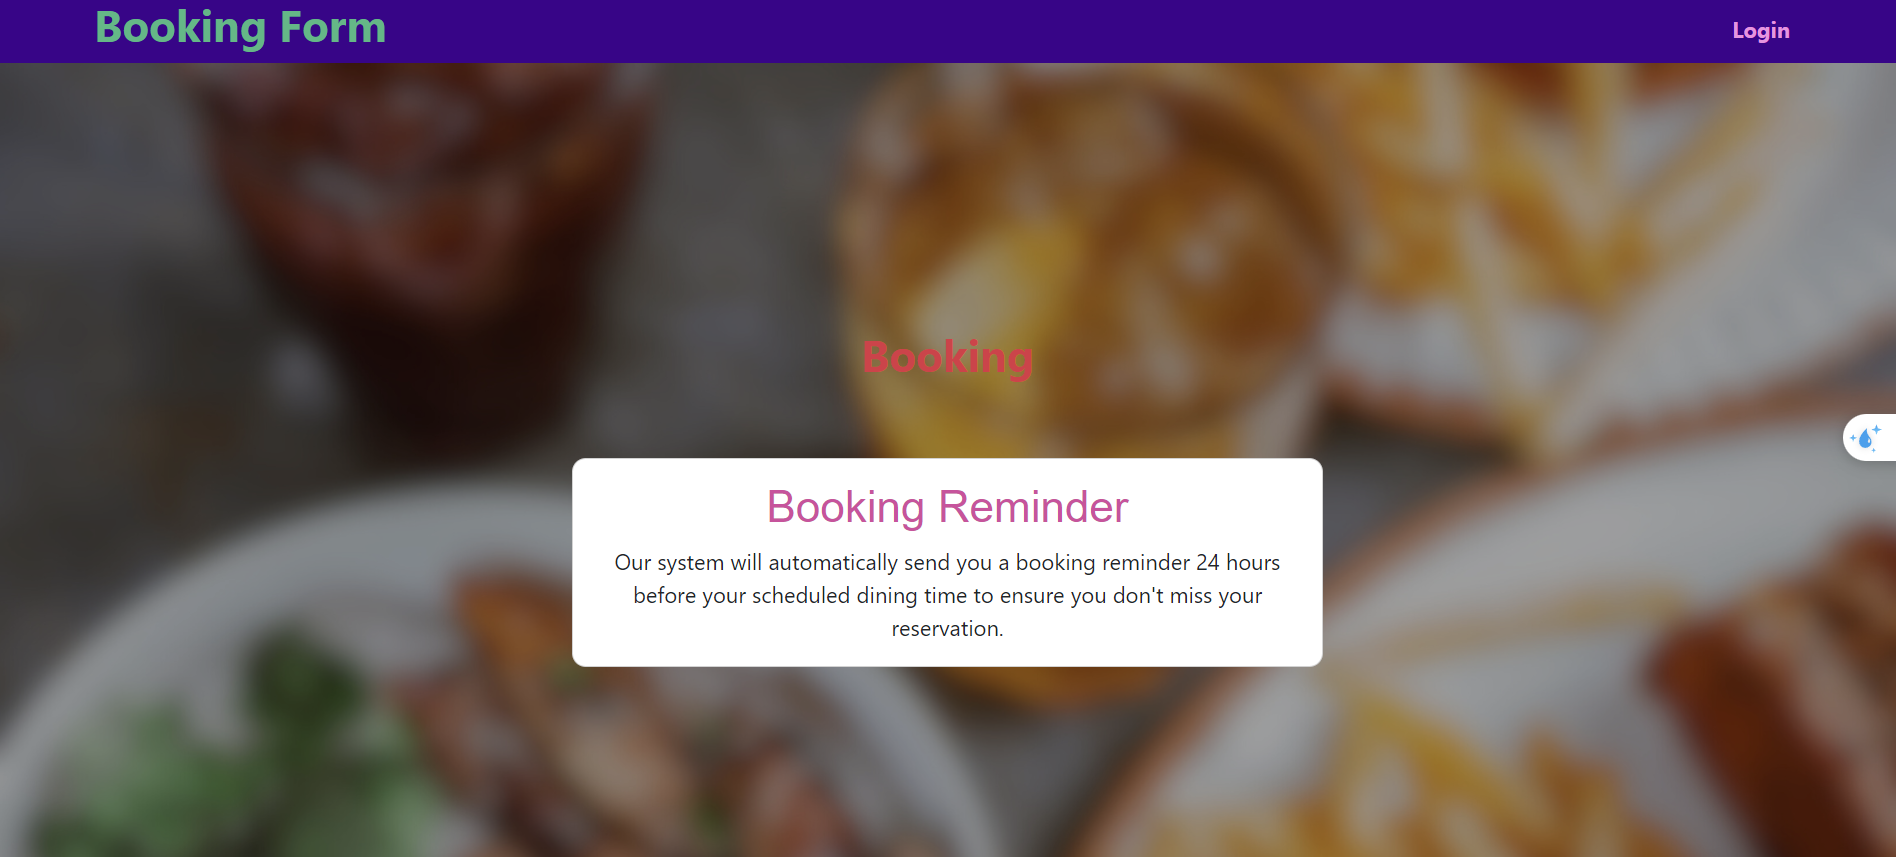 Booking Form
Login
Booking
Booking Reminder
Our system will automatically send you a booking reminder 24 hours
before your scheduled dining time to ensure you don't miss your
reservation.